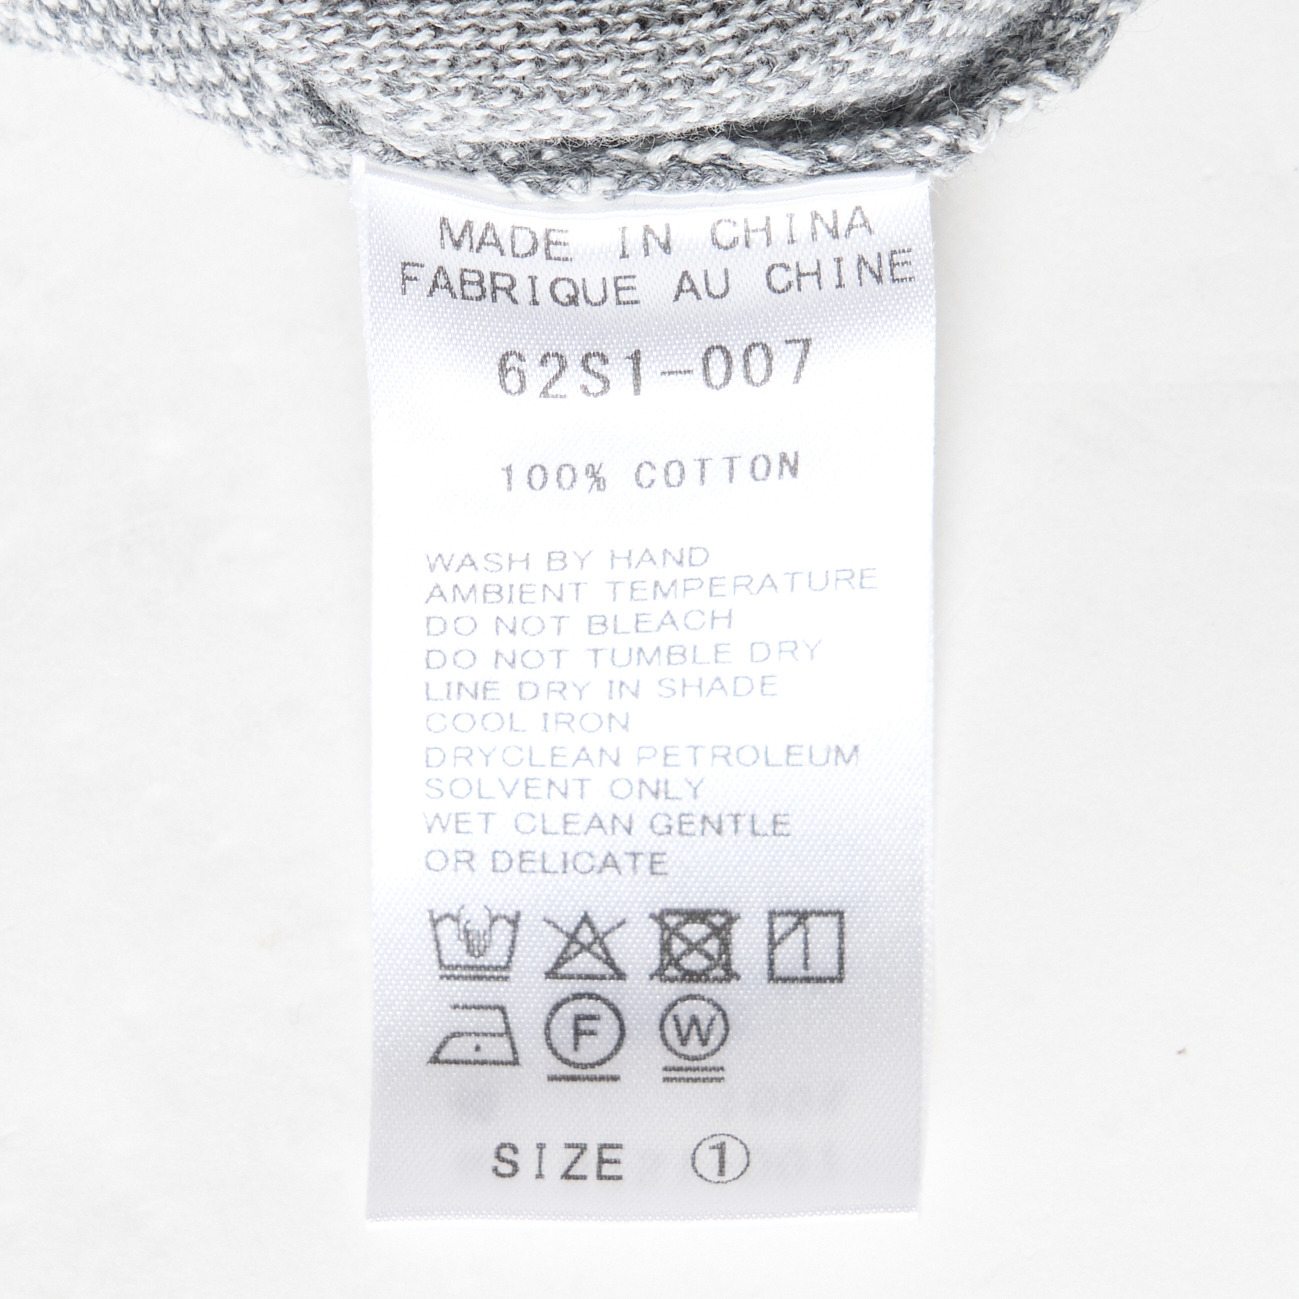 MADE IN CHINA
FABRIQUE AU CHINE
62S1-007
100% COTTON
WASH BY HAND
AMBIENT TEMPERATURE
DO NOT BLEACH
DO NOT TUMBLE DRY
LINE DRY IN SHADE
COOL IRON
DRYCLEAN PETROLEUM
SOLVENT ONLY
WET CLEAN GENTLE
OR DELICATE
F W
SIZE ①